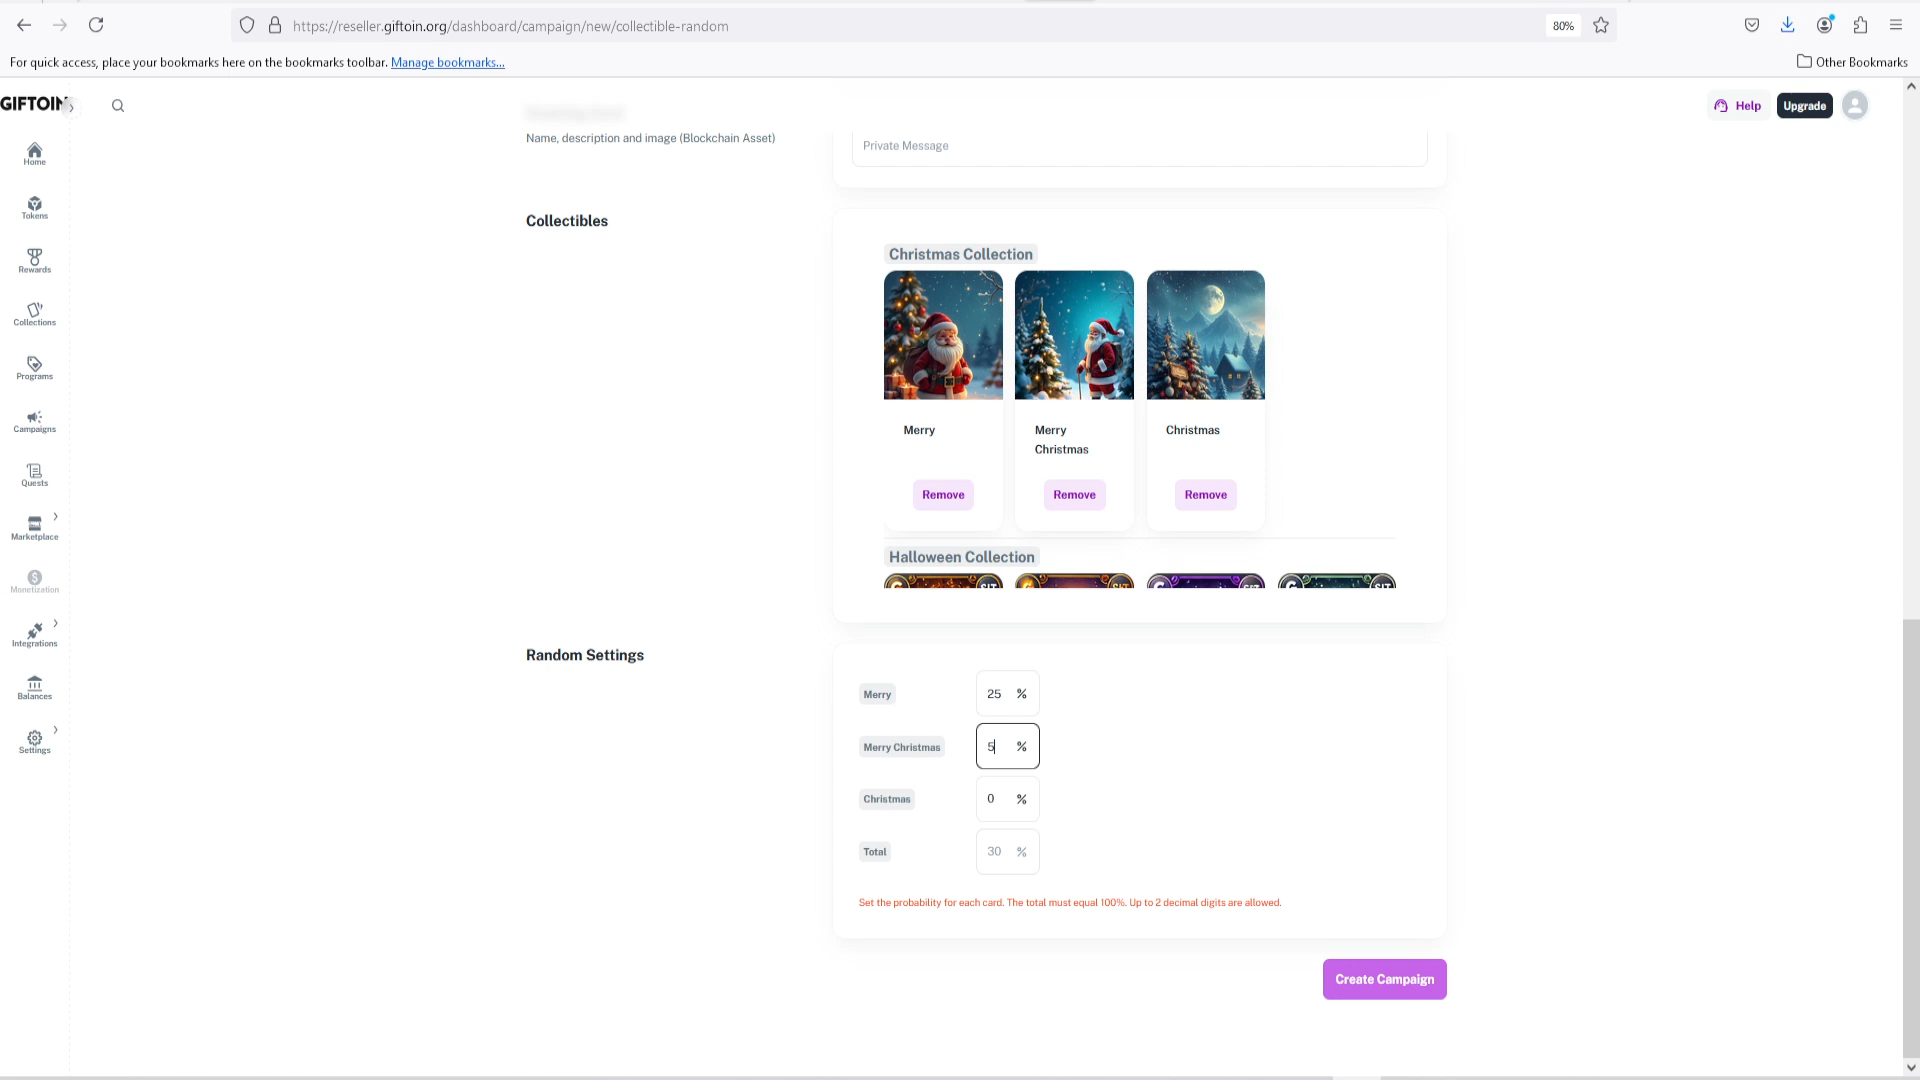 https://reseller.giftoin.org/dashboard/campaign/new/collectible-random
80%
For quick access, place your bookmarks here on the bookmarks toolbar. Manage bookmarks...
Other Bookmarks
GIFTOIN
Help
Upgrade
Home
Tokens
Rewards
Collections
Programs
Campaigns
Quests
Marketplace
Monetization
Integrations
Balances
Settings
Name, description and image (Blockchain Asset)
Private Message
Collectibles
Christmas Collection
Merry
Remove
Merry
Christmas
Remove
Christmas
Remove
Halloween Collection
Random Settings
Merry 25 %
Merry Christmas 5 %
Christmas 0 %
Total 30 %
Set the probability for each card. The total must equal 100%. Up to 2 decimal digits are allowed.
Create Campaign